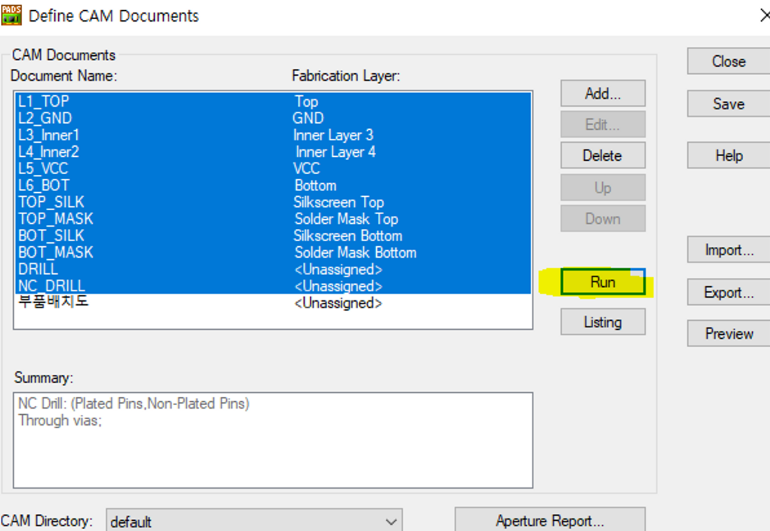 PADS
Define CAM Documents
CAM Documents
Document Name: Fabrication Layer:
L1_TOP Top
L2_GND GND
L3_Inner1 Inner Layer 3
L4_Inner2 Inner Layer 4
L5_VCC VCC
L6_BOT Bottom
TOP_SILK Silkscreen Top
TOP_MASK Solder Mask Top
BOT_SILK Silkscreen Bottom
BOT_MASK Solder Mask Bottom
DRILL <Unassigned>
NC_DRILL <Unassigned>
부품배치도 <Unassigned>
Add...
Edit...
Delete
Up
Down
Run
Listing
Close
Save
Help
Import...
Export...
Preview
Summary:
NC Drill: (Plated Pins,Non-Plated Pins)
Through vias;
CAM Directory: default
Aperture Report...